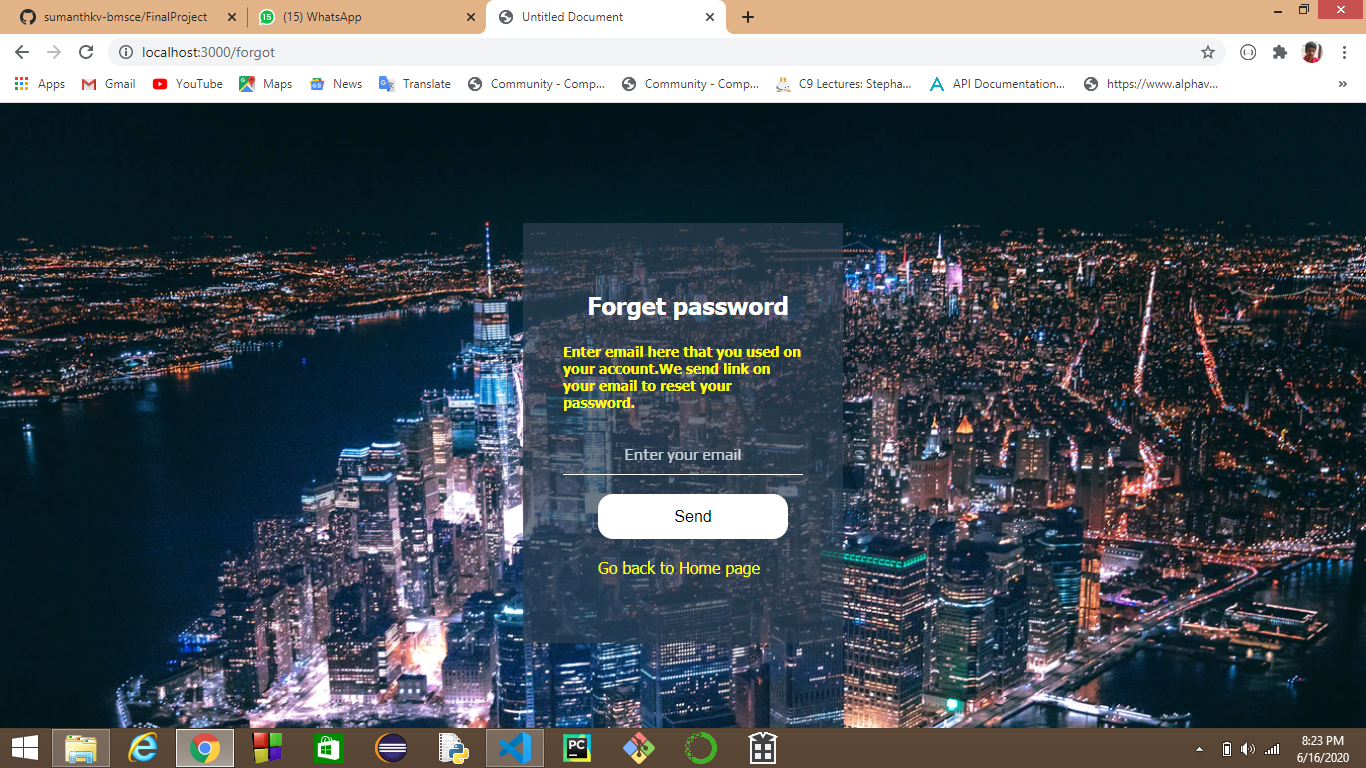 sumanthkv-bmsce/FinalProject
(15) WhatsApp
Untitled Document
localhost:3000/forgot
Apps
Gmail
YouTube
Maps
News
Translate
Community - Comp...
Community - Comp...
C9 Lectures: Stepha...
API Documentation...
https://www.alphav...
»
Forget password
Enter email here that you used on
your account.We send link on
your email to reset your
password.
Enter your email
Send
Go back to Home page
PC
8:23 PM
6/16/2020